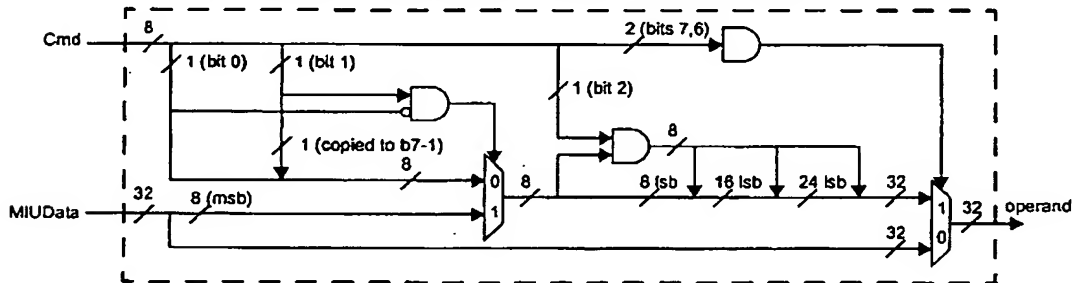 Cmd
8
2 (bits 7,6)
1 (bit 0)
1 (bit 1)
1 (bit 2)
1 (copied to b7-1)
8
8
0
1
8
8 lsb
16 lsb
24 lsb
32
1
0
32
operand
MIUData
32
8 (msb)
32